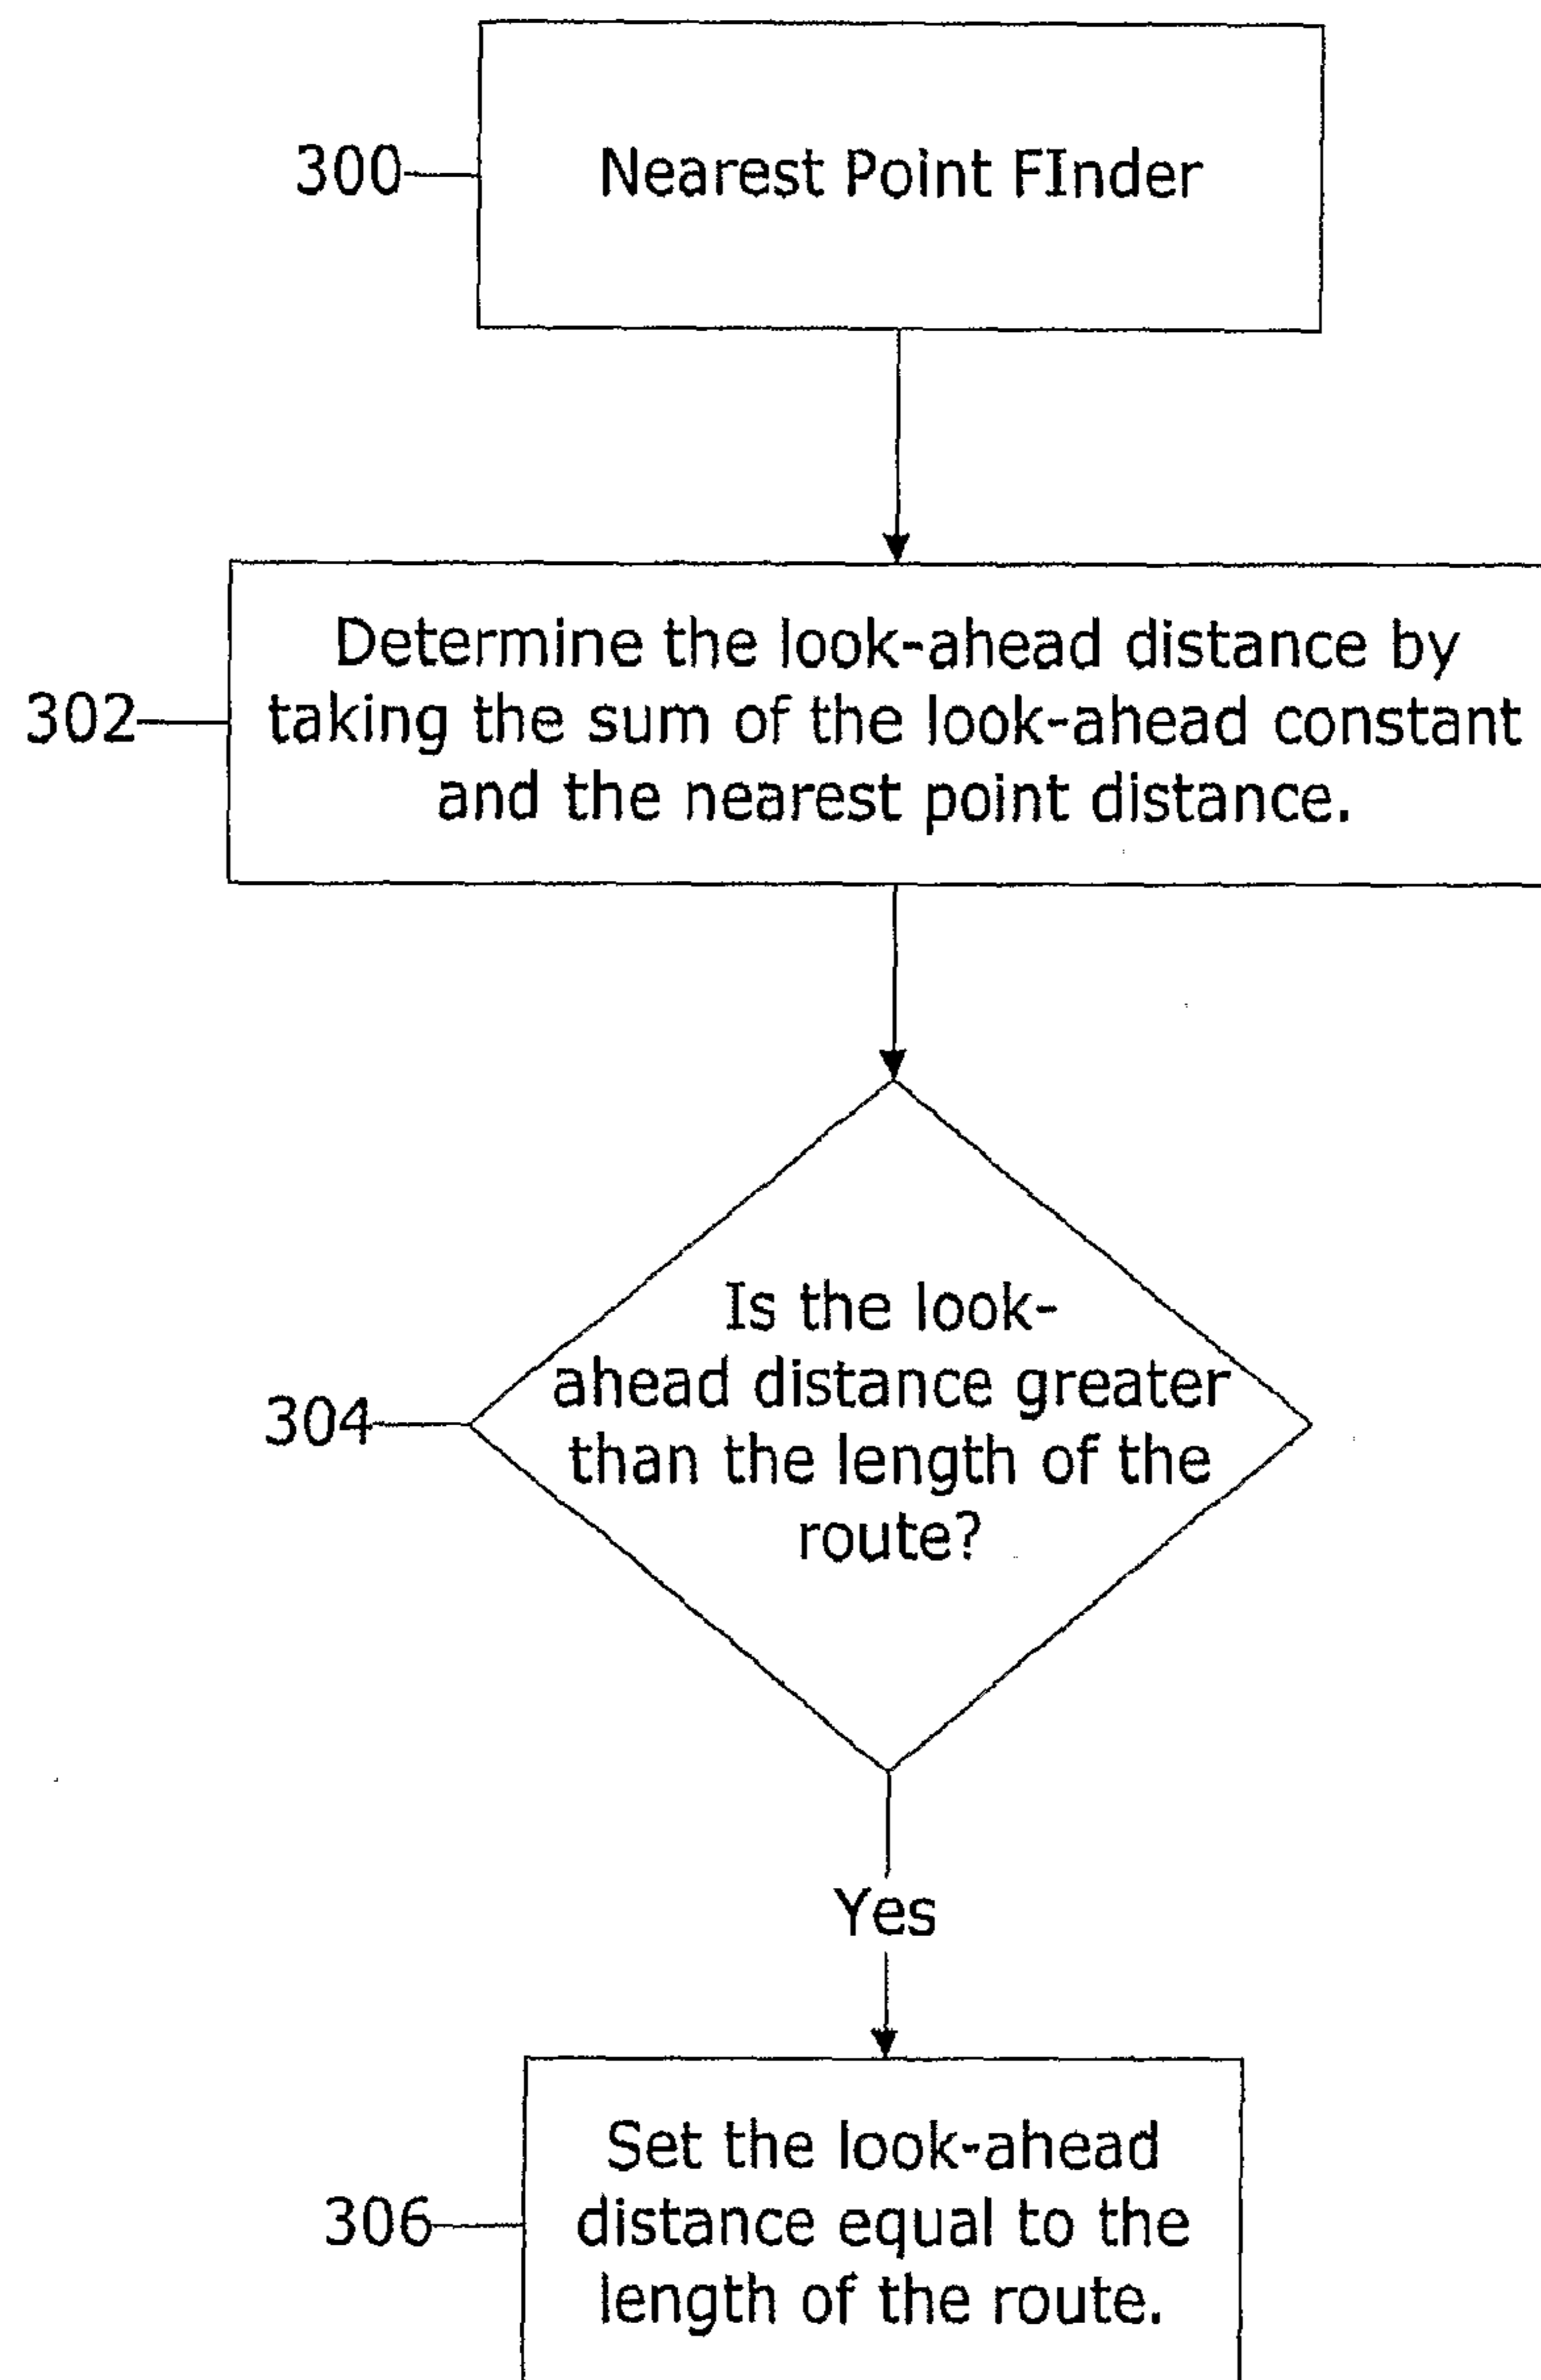 300
Nearest Point FInder
Determine the look-ahead distance by
302
taking the sum of the look-ahead constant
and the nearest point distance.
Is the look-
ahead distance greater
304
than the length of the
route?
Yes
Set the look-ahead
306
distance equal to the
length of the route.